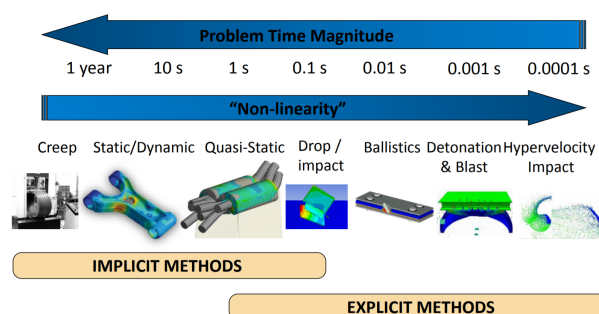 Problem Time Magnitude
1 year 10 s 1 s 0.1 s 0.01 s 0.001 s 0.0001 s
“Non-linearity”
Creep Static/Dynamic Quasi-Static Drop / impact Ballistics Detonation & Blast Hypervelocity Impact
IMPLICIT METHODS
EXPLICIT METHODS